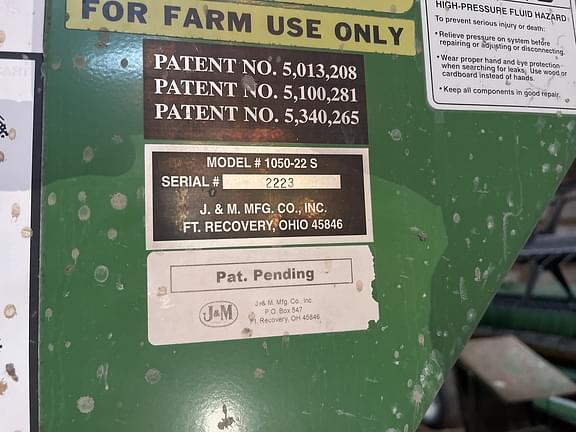 FOR FARM USE ONLY
HIGH-PRESSURE FLUID HAZARD
To prevent serious injury or death:
• Relieve pressure on system before
repairing or adjusting or disconnecting.
• Wear proper hand and eye protection
when searching for leaks. Use wood or
cardboard instead of hands.
• Keep all components in good repair.
PATENT NO. 5,013,208
PATENT NO. 5,100,281
PATENT NO. 5,340,265
MODEL # 1050-22 S
SERIAL # 2223
J. & M. MFG. CO., INC.
FT. RECOVERY, OHIO 45846
Pat. Pending
J&M
J & M Mfg. Co., Inc.
P.O. Box 547
Ft. Recovery, OH 45846